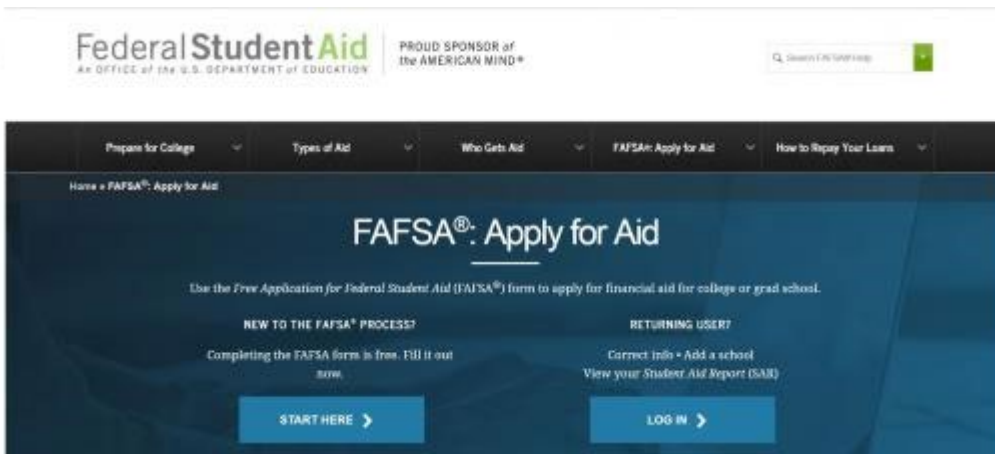 Federal Student Aid
An OFFICE of the U.S. DEPARTMENT of EDUCATION
PROUD SPONSOR of
the AMERICAN MIND®
Search FAFSA® Help
Prepare for College
Types of Aid
Who Gets Aid
FAFSA®: Apply for Aid
How to Repay Your Loans
Home » FAFSA®: Apply for Aid
FAFSA®: Apply for Aid
Use the Free Application for Federal Student Aid (FAFSA®) form to apply for financial aid for college or grad school.
NEW TO THE FAFSA® PROCESS?
Completing the FAFSA form is free. Fill it out
now.
START HERE ❯
RETURNING USER?
Correct info • Add a school
View your Student Aid Report (SAR)
LOG IN ❯